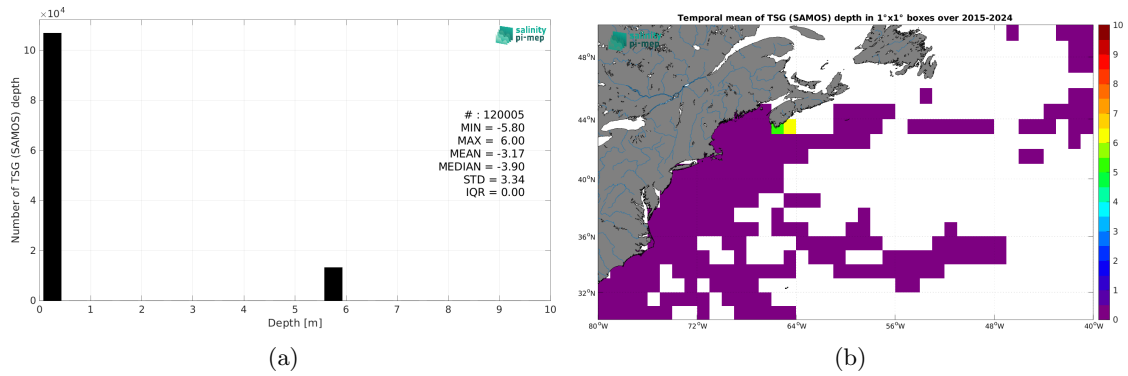 ×10⁴
10
8
6
4
2
0
Number of TSG (SAMOS) depth
salinity
pi-mep
# : 120005
MIN = -5.80
MAX = 6.00
MEAN = -3.17
MEDIAN = -3.90
STD = 3.34
IQR = 0.00
0 1 2 3 4 5 6 7 8 9 10
Depth [m]
(a)
Temporal mean of TSG (SAMOS) depth in 1°x1° boxes over 2015-2024
salinity
pi-mep
48°N
44°N
40°N
36°N
32°N
80°W 72°W 64°W 56°W 48°W 40°W
10
9
8
7
6
5
4
3
2
1
0
(b)